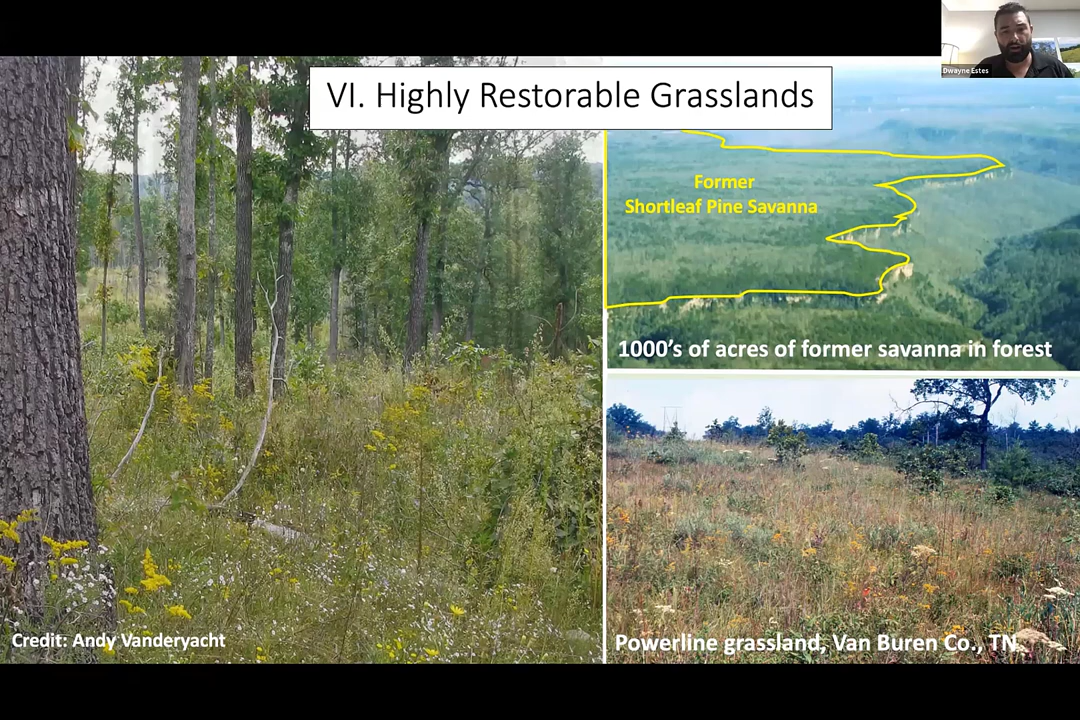 Dwayne Estes
VI. Highly Restorable Grasslands
Former
Shortleaf Pine Savanna
1000's of acres of former savanna in forest
Credit: Andy Vanderyacht
Powerline grassland, Van Buren Co., TN